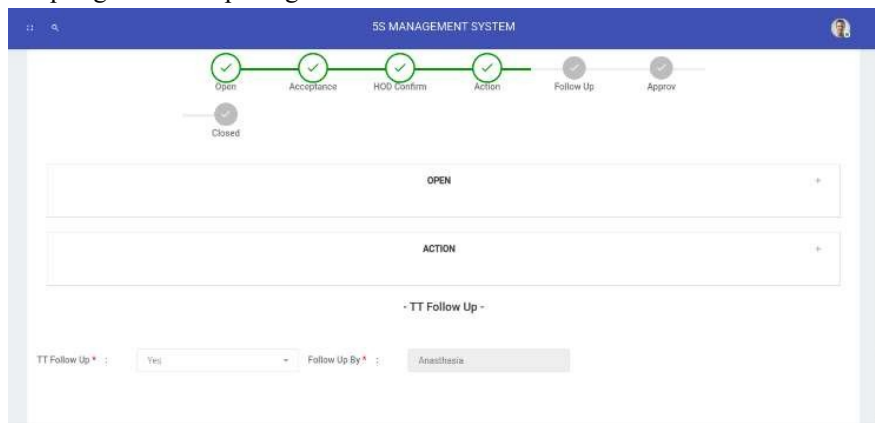 5S MANAGEMENT SYSTEM
Open Acceptance HOD Confirm Action Follow Up Approv
Closed
OPEN +
ACTION +
- TT Follow Up -
TT Follow Up * : Yes Follow Up By * : Anasthasia